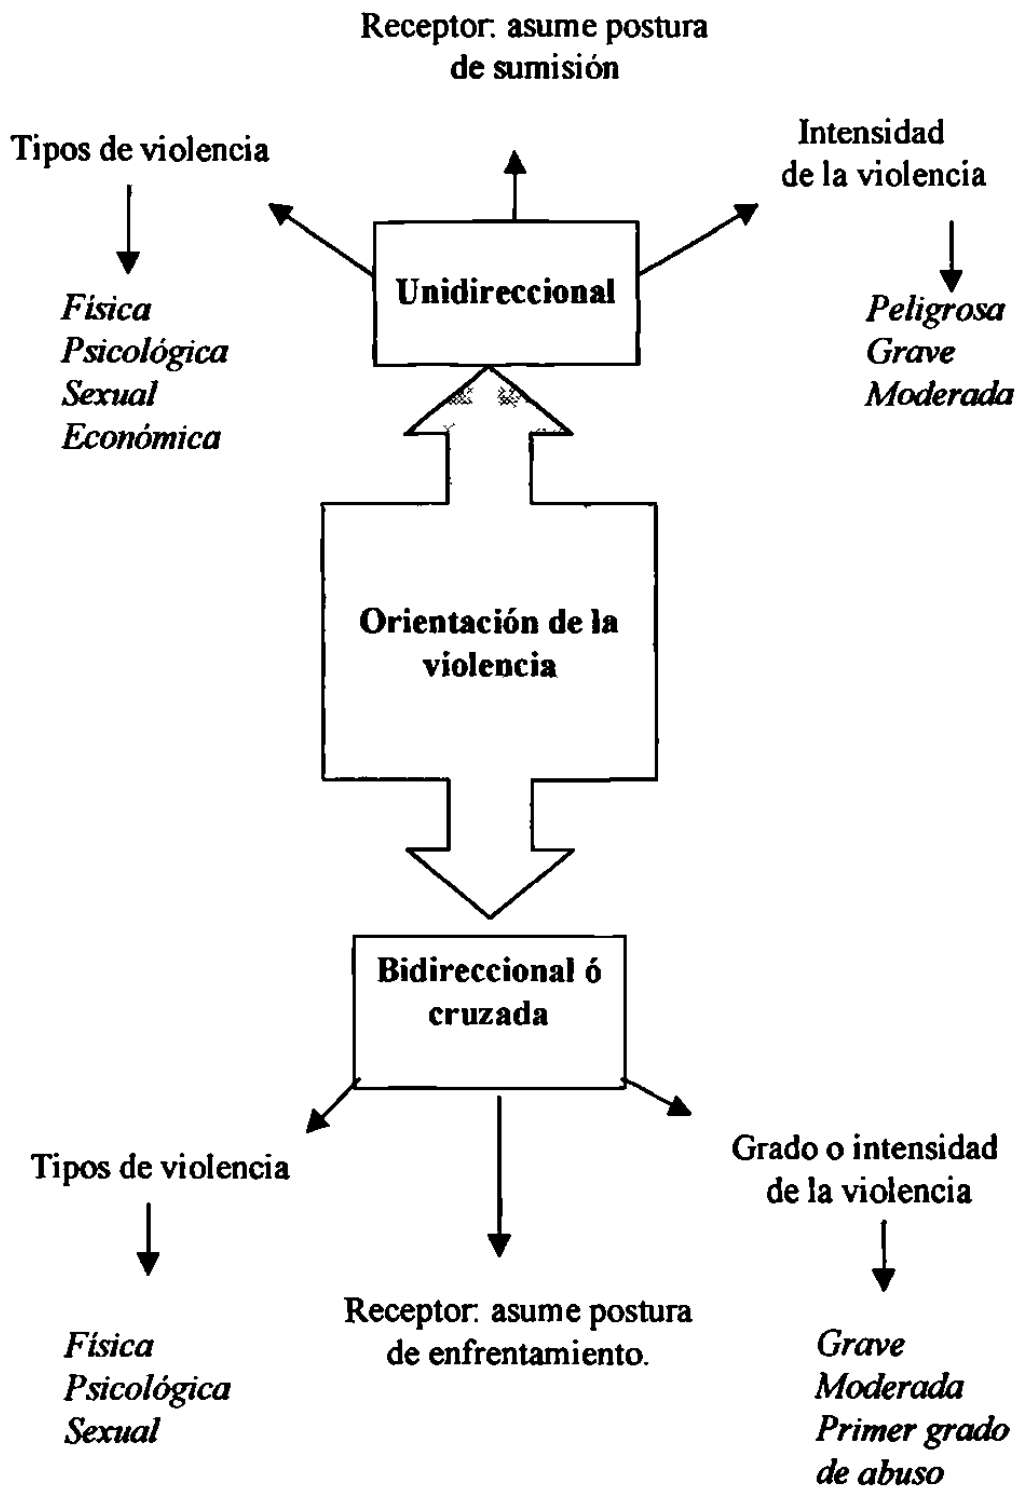 Receptor: asume postura
de sumisión
Tipos de violencia
Intensidad
de la violencia
Unidireccional
Física
Psicológica
Sexual
Económica
Peligrosa
Grave
Moderada
Orientación de la
violencia
Bidireccional ó
cruzada
Tipos de violencia
Grado o intensidad
de la violencia
Receptor: asume postura
de enfrentamiento.
Física
Psicológica
Sexual
Grave
Moderada
Primer grado
de abuso